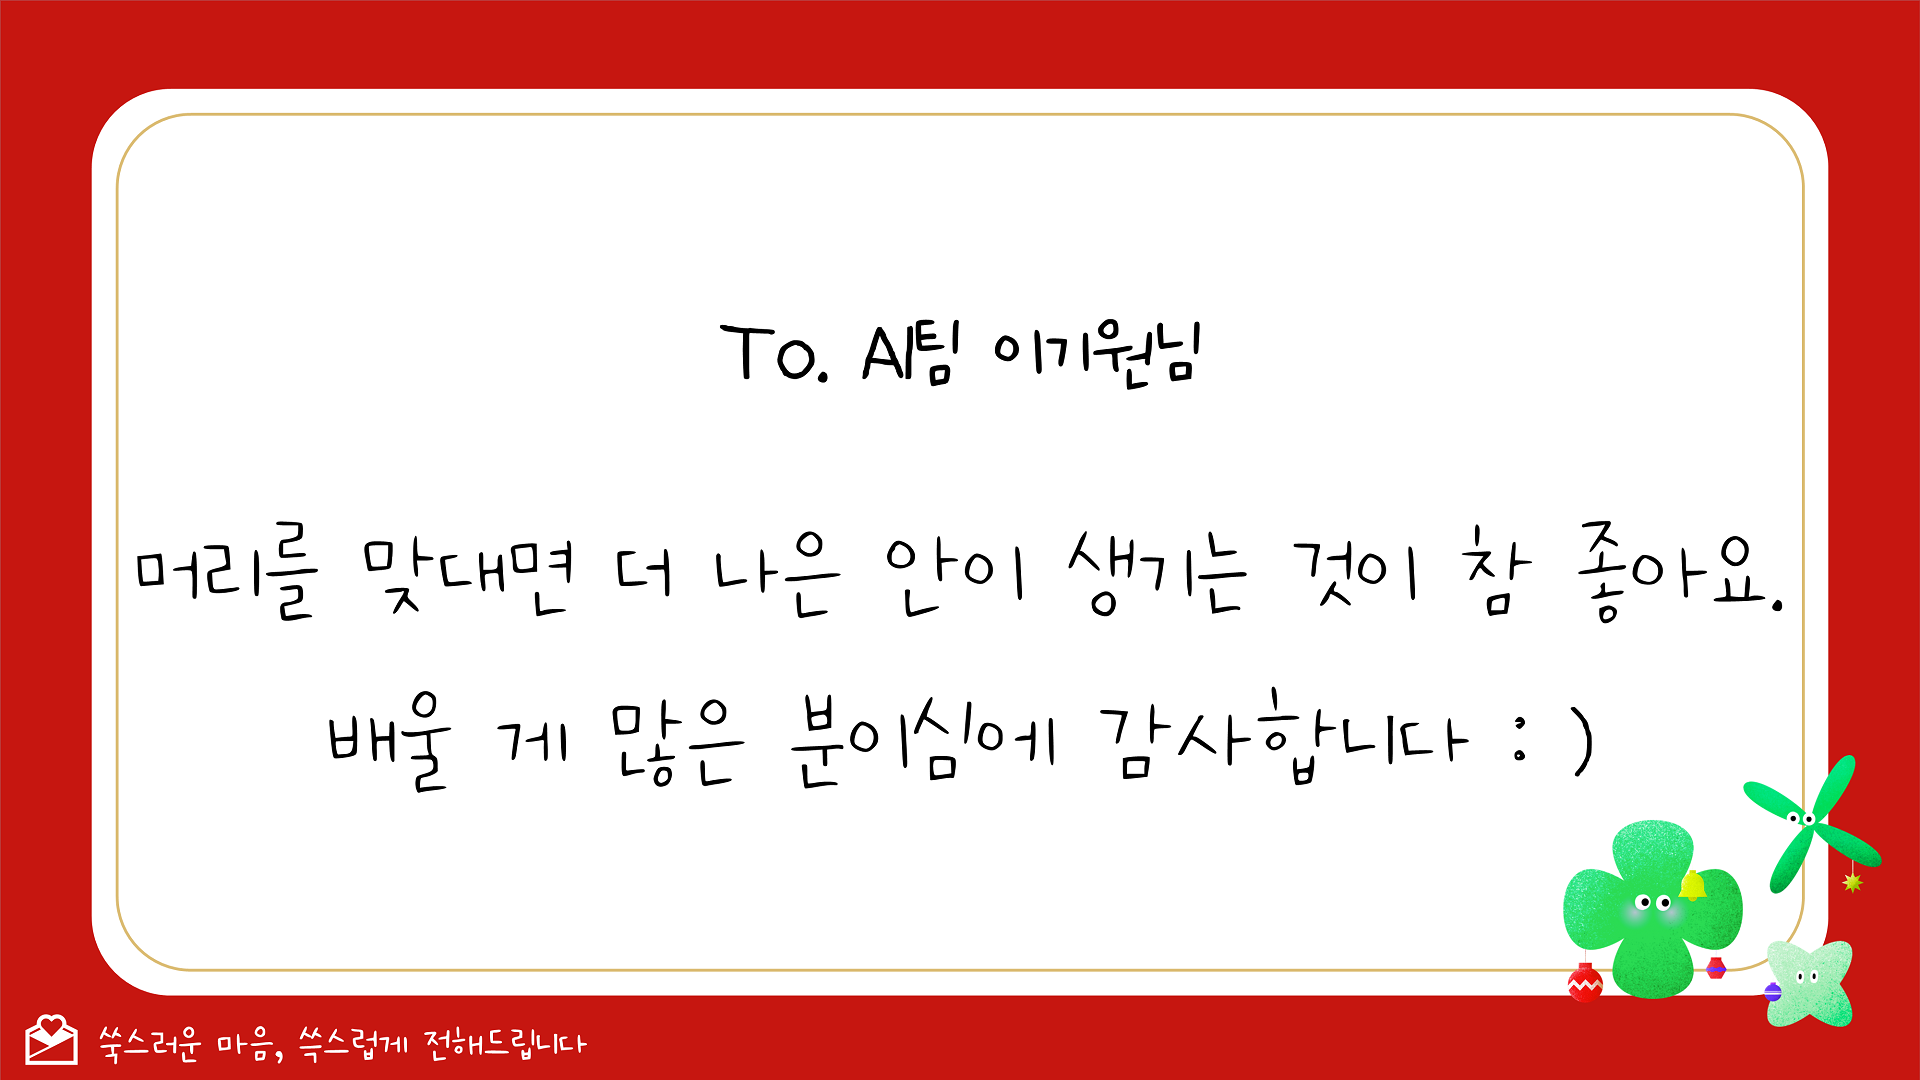 To. AI팀 이기원님
머리를 맞대면 더 나은 안이 생기는 것이 참 좋아요.
배울 게 많은 분이심에 감사합니다 : )
쑥스러운 마음, 쓱스럽게 전해드립니다